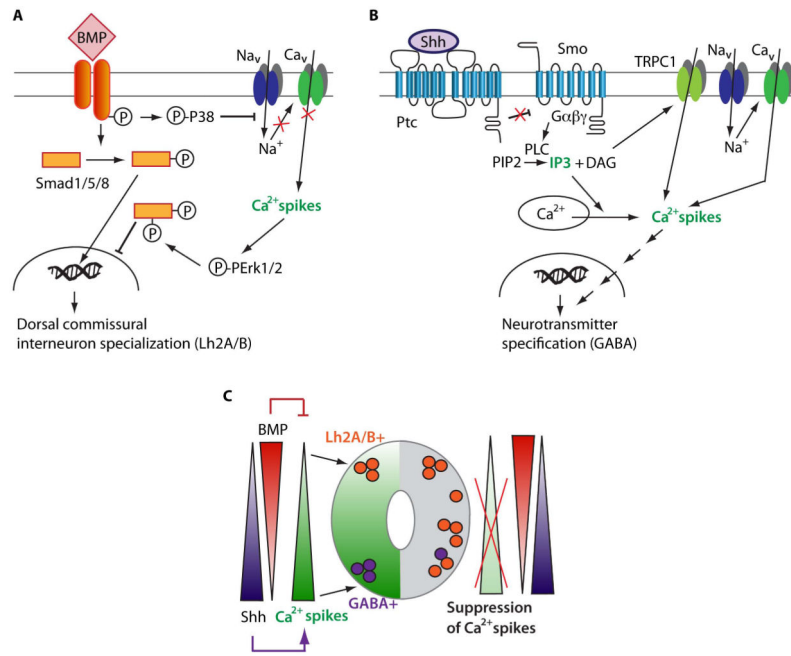 A
BMP
Nav
Cav
P
P-P38
Na+
Smad1/5/8
P
Ca2+spikes
P
P
P-PErk1/2
Dorsal commissural
interneuron specialization (Lh2A/B)
B
Shh
Smo
TRPC1
Nav
Cav
Ptc
Gαβγ
PLC
PIP2
IP3 +DAG
Na+
Ca2+
Ca2+spikes
Neurotransmitter
specification (GABA)
C
BMP
Lh2A/B+
GABA+
Shh
Ca2+ spikes
Suppression
of Ca2+spikes